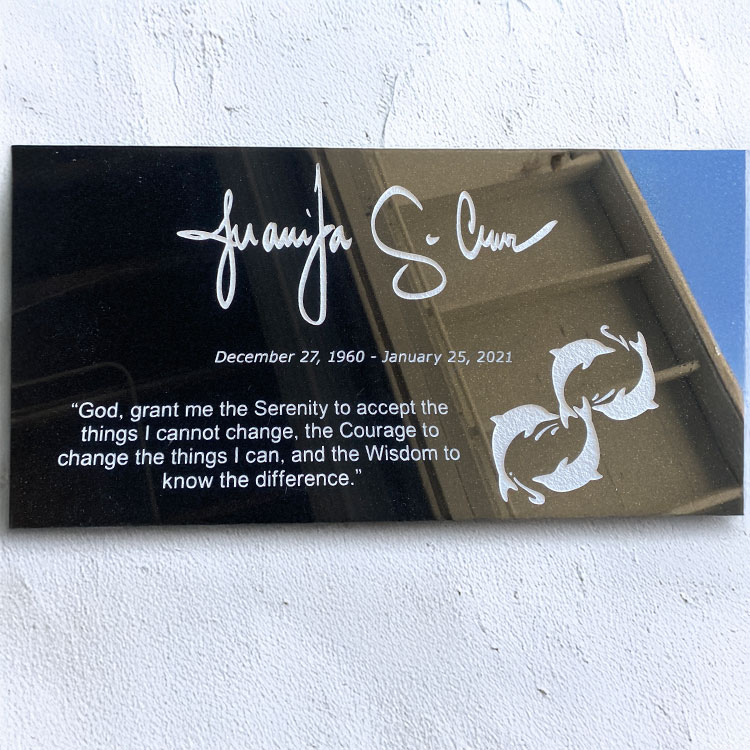 Juanita S.
December 27, 1960 - January 25, 2021
“God, grant me the Serenity to accept the
things I cannot change, the Courage to
change the things I can, and the Wisdom to
know the difference.”